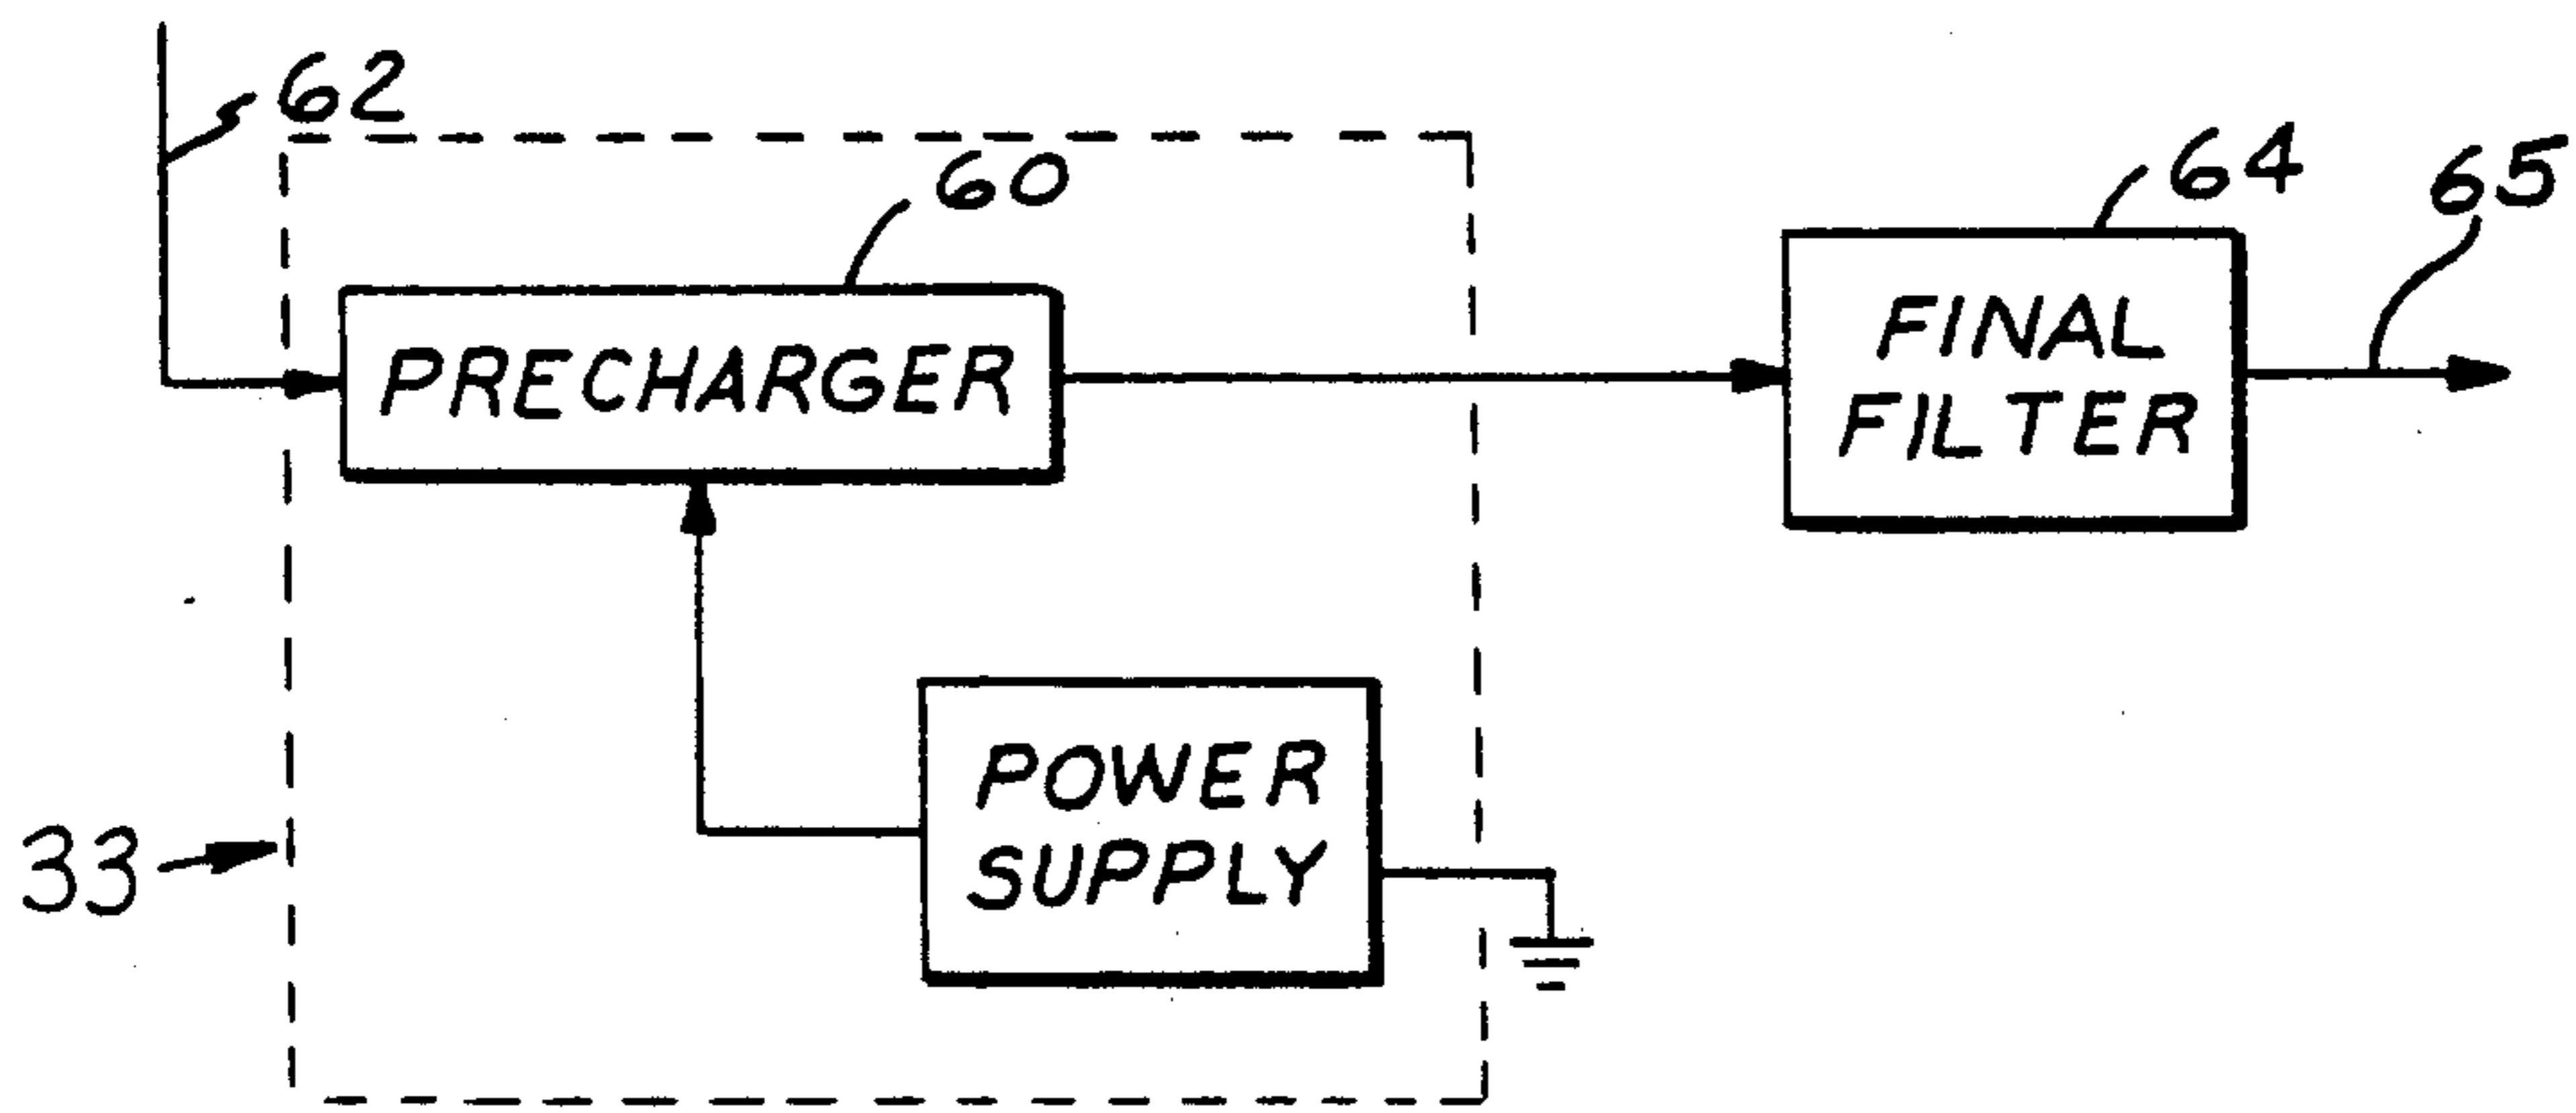 62
60
64
65
PRECHARGER
FINAL
FILTER
POWER
SUPPLY
33